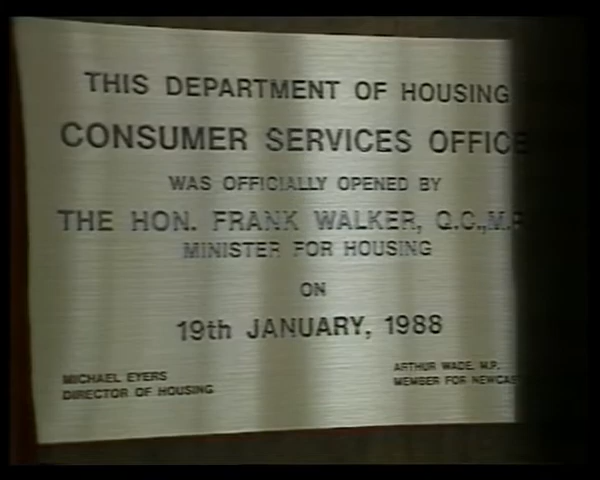 THIS DEPARTMENT OF HOUSING
CONSUMER SERVICES OFFICE
WAS OFFICIALLY OPENED BY
THE HON. FRANK WALKER, Q.C.,M.P
MINISTER FOR HOUSING
ON
19th JANUARY, 1988
MICHAEL EYERS
DIRECTOR OF HOUSING
ARTHUR WADE, M.P.
MEMBER FOR NEWCAS